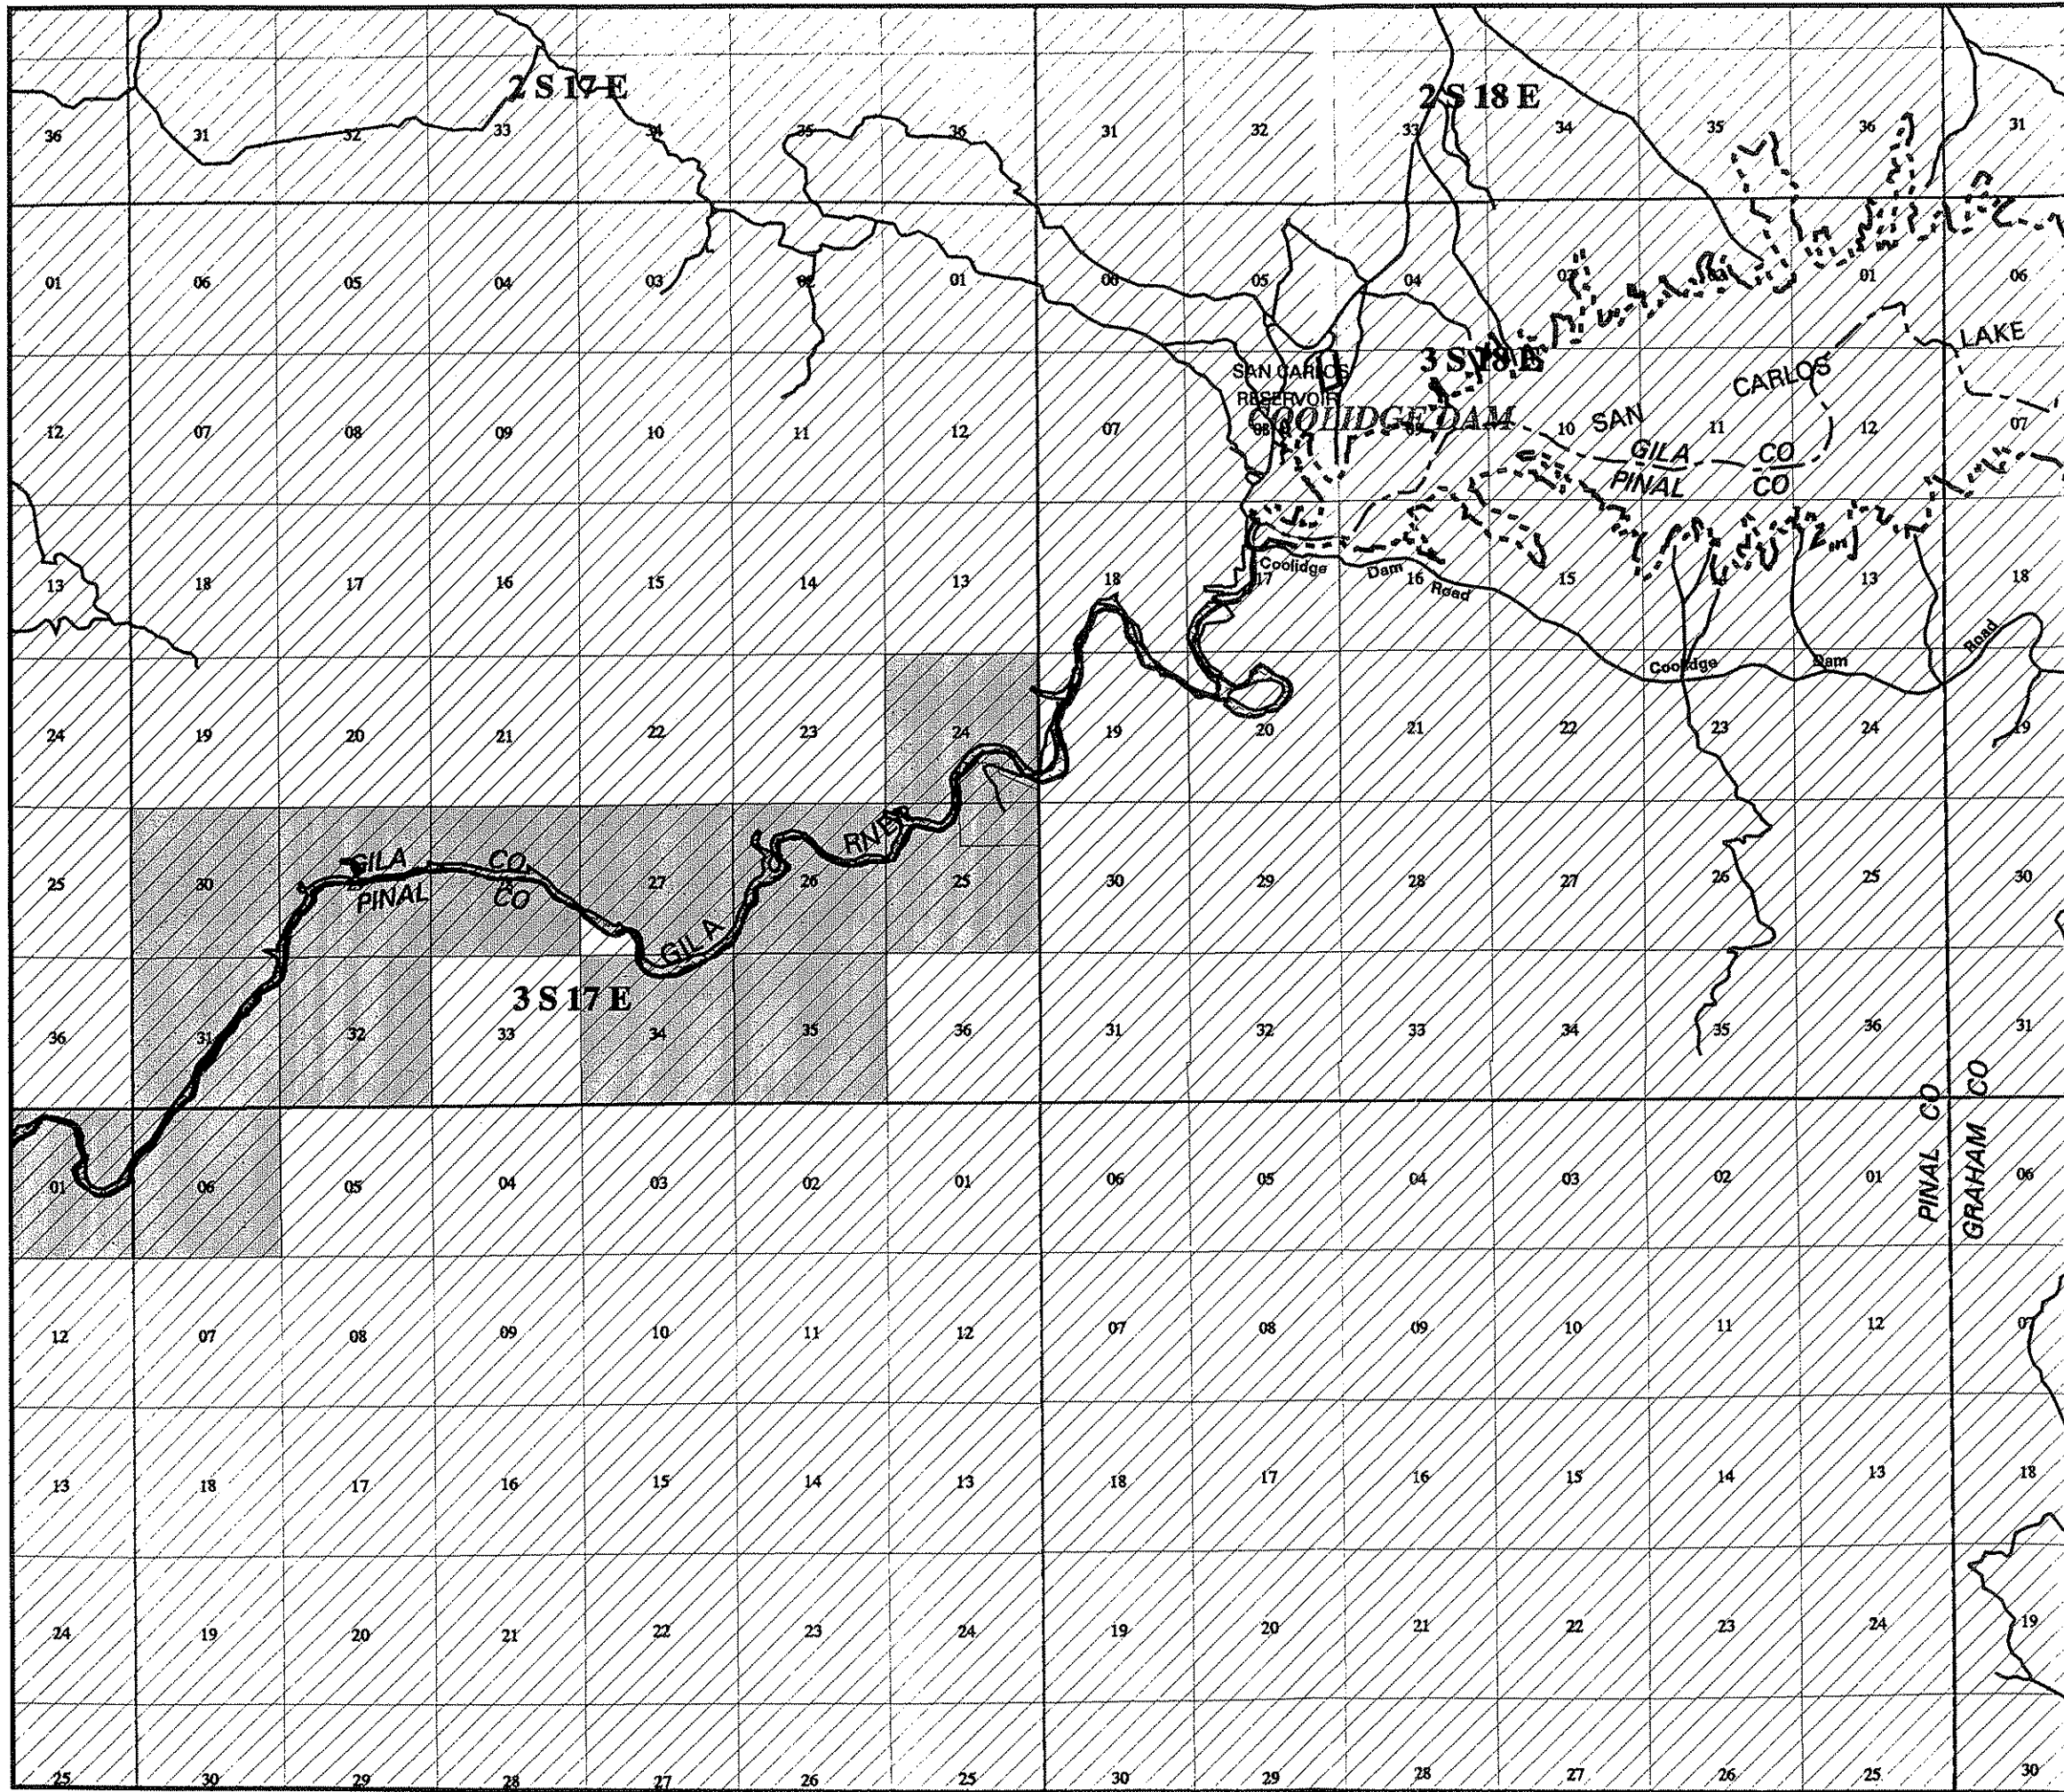 2 S 17 E
2 S 18 E
36 31 32 33 34 35 36 31 32 33 34 35 36 31
01 06 05 04 03 02 01 06 05 04 03 01 06
LAKE
CARLOS
SAN
SAN CARLOS
RESERVOIR
3 S 18 E
COOLIDGE DAM
12 07 08 09 10 11 12 07 08 09 10 11 12 07
GILA CO
PINAL CO
13 18 17 16 15 14 13 18 17 16 15 14 13 18
Coolidge Dam Road
Coolidge Dam Road
24 19 20 21 22 23 24 19 20 21 22 23 24 19
GILA CO.
PINAL CO
GILA RIVER
25 30 27 26 25 30 29 28 27 26 25 30
3 S 17 E
36 31 32 33 34 35 36 31 32 33 34 35 36 31
PINAL CO
GRAHAM CO
01 06 05 04 03 02 01 06 05 04 03 02 01 06
12 07 08 09 10 11 12 07 08 09 10 11 12 07
13 18 17 16 15 14 13 18 17 16 15 14 13 18
24 19 20 21 22 23 24 19 20 21 22 23 24 19
25 30 29 28 27 26 25 30 29 28 27 26 25 30